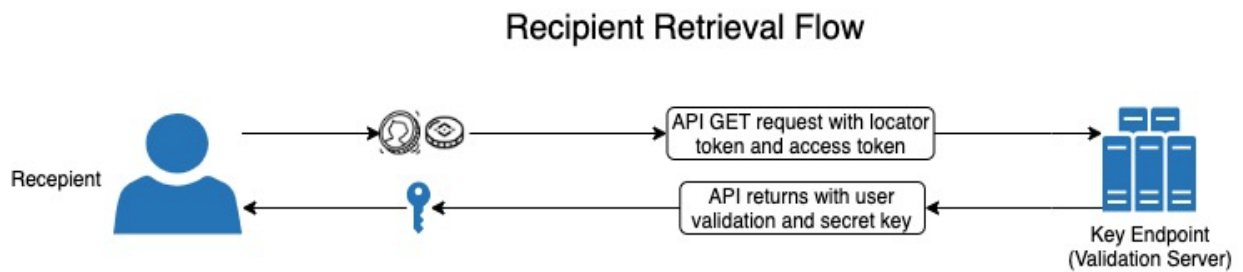 Recipient Retrieval Flow
API GET request with locator
token and access token
Recepient
API returns with user
validation and secret key
Key Endpoint
(Validation Server)